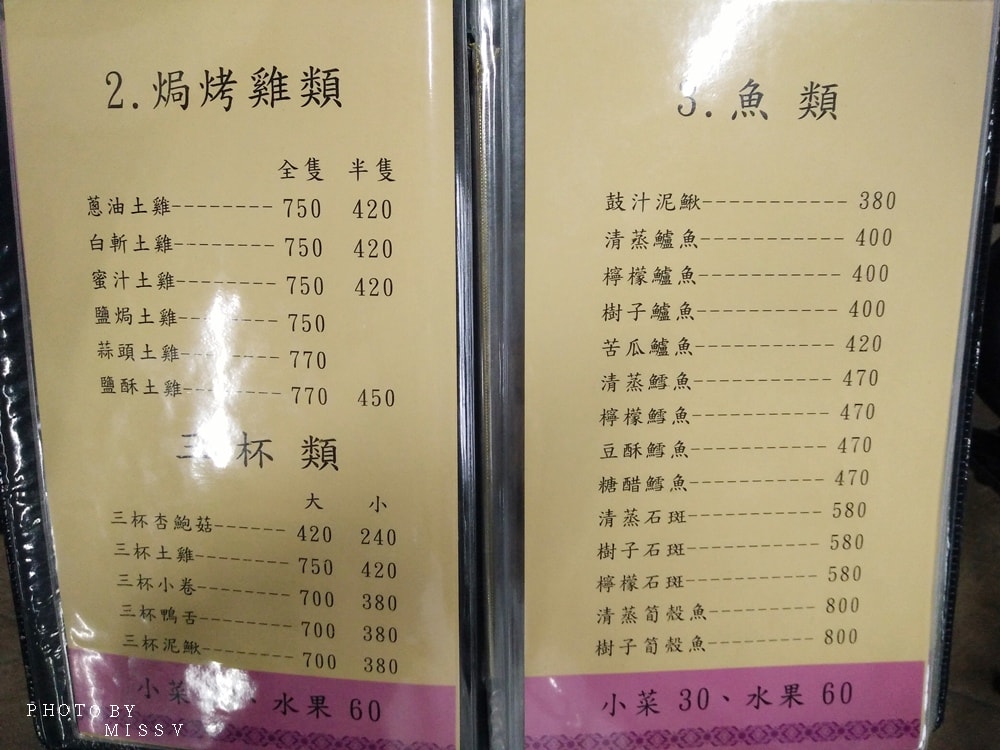 2.焗烤雞類
全隻 半隻
蔥油土雞-------- 750 420
白斬土雞-------- 750 420
蜜汁土雞-------- 750 420
鹽焗土雞-------- 750
蒜頭土雞-------- 770
鹽酥土雞-------- 770 450
三杯類
大 小
三杯杏鮑菇------ 420 240
三杯土雞-------- 750 420
三杯小卷-------- 700 380
三杯鴨舌-------- 700 380
三杯泥鰍-------- 700 380
小菜 、水果 60
3.魚 類
鼓汁泥鰍----------- 380
清蒸鱸魚----------- 400
檸檬鱸魚----------- 400
樹子鱸魚----------- 400
苦瓜鱸魚----------- 420
清蒸鱈魚----------- 470
檸檬鱈魚----------- 470
豆酥鱈魚----------- 470
糖醋鱈魚----------- 470
清蒸石斑----------- 580
樹子石斑----------- 580
檸檬石斑----------- 580
清蒸筍殼魚--------- 800
樹子筍殼魚--------- 800
小菜 30、水果 60
PHOTO BY
MISSV